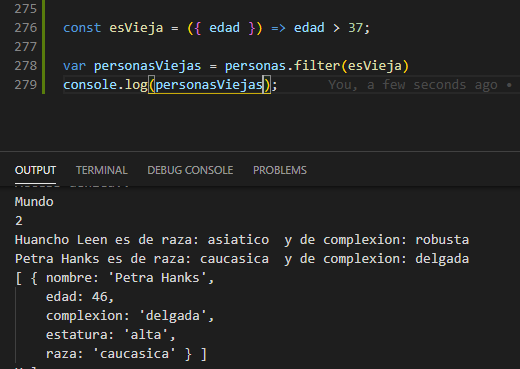 275
276 const esVieja = ({ edad }) => edad > 37;
277
278 var personasViejas = personas.filter(esVieja)
279 console.log(personasViejas); You, a few seconds ago •
OUTPUT TERMINAL DEBUG CONSOLE PROBLEMS
Mundo
2
Huancho Leen es de raza: asiatico  y de complexion: robusta
Petra Hanks es de raza: caucasica  y de complexion: delgada
[ { nombre: 'Petra Hanks',
    edad: 46,
    complexion: 'delgada',
    estatura: 'alta',
    raza: 'caucasica' } ]